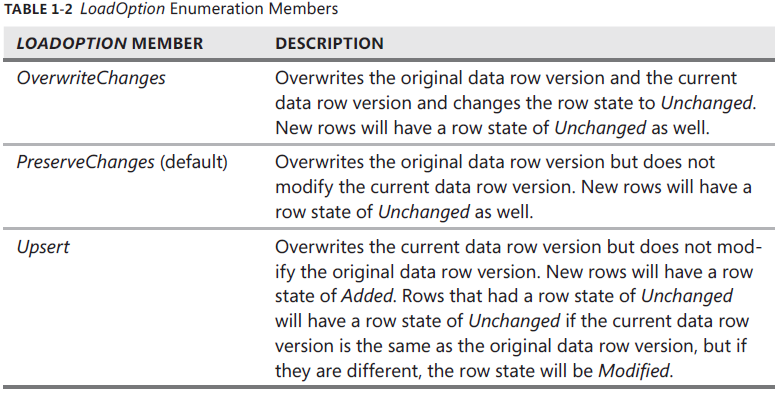 TABLE 1-2 LoadOption Enumeration Members
LOADOPTION MEMBER DESCRIPTION
OverwriteChanges Overwrites the original data row version and the current
data row version and changes the row state to Unchanged.
New rows will have a row state of Unchanged as well.
PreserveChanges (default) Overwrites the original data row version but does not
modify the current data row version. New rows will have a
row state of Unchanged as well.
Upsert Overwrites the current data row version but does not mod-
ify the original data row version. New rows will have a row
state of Added. Rows that had a row state of Unchanged
will have a row state of Unchanged if the current data row
version is the same as the original data row version, but if
they are different, the row state will be Modified.